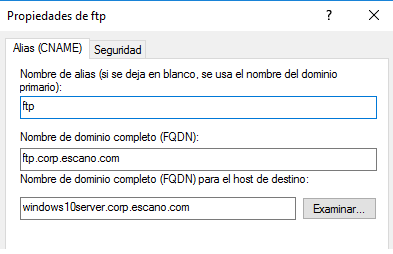 Propiedades de ftp
?
Alias (CNAME)
Seguridad
Nombre de alias (si se deja en blanco, se usa el nombre del dominio
primario):
ftp
Nombre de dominio completo (FQDN):
ftp.corp.escano.com
Nombre de dominio completo (FQDN) para el host de destino:
windows10server.corp.escano.com
Examinar...